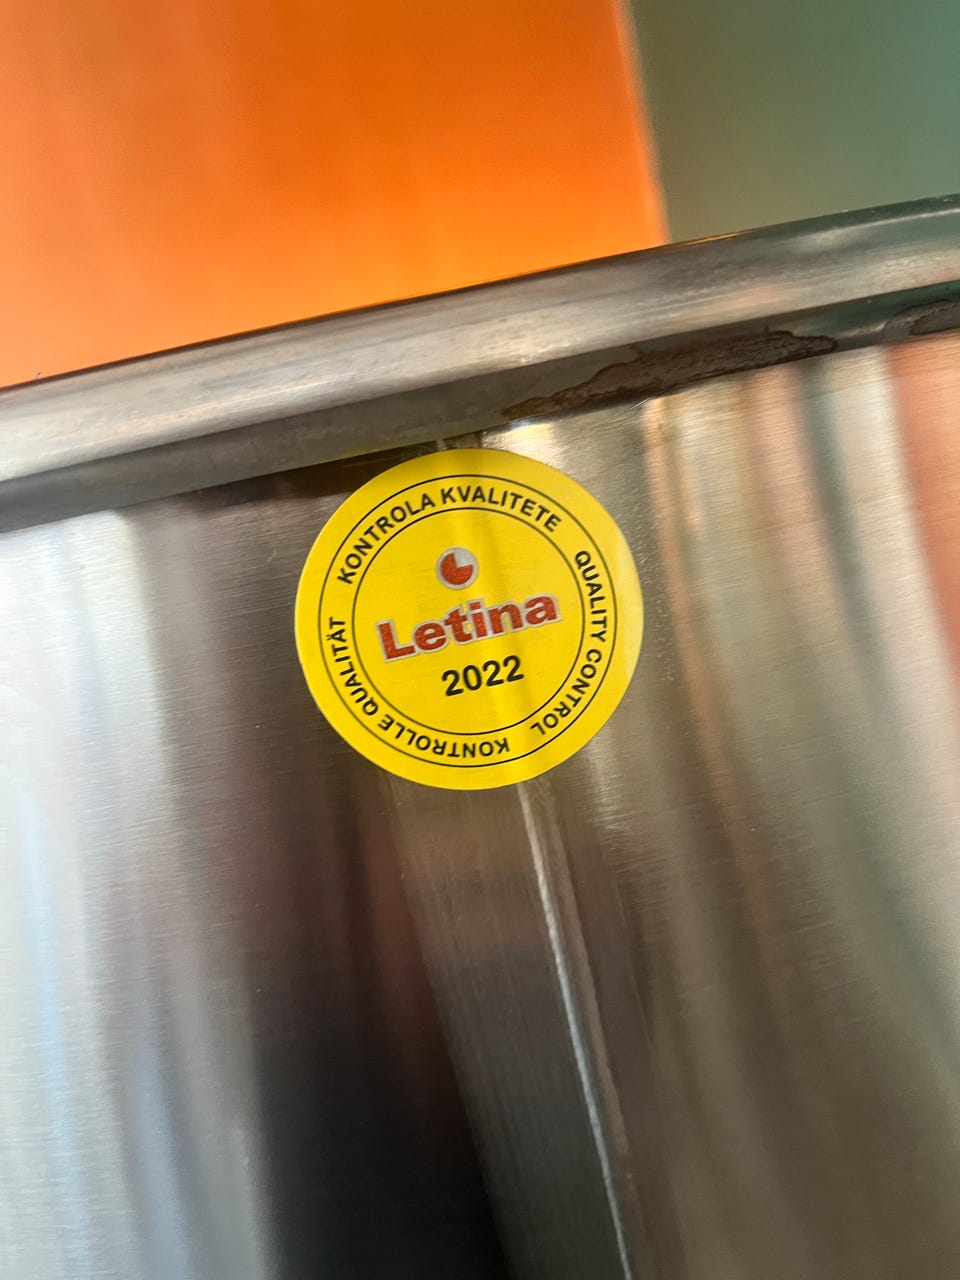 KONTROLA KVALITETE
QUALITY CONTROL
KONTROLLE QUALITÄT
Letina
2022